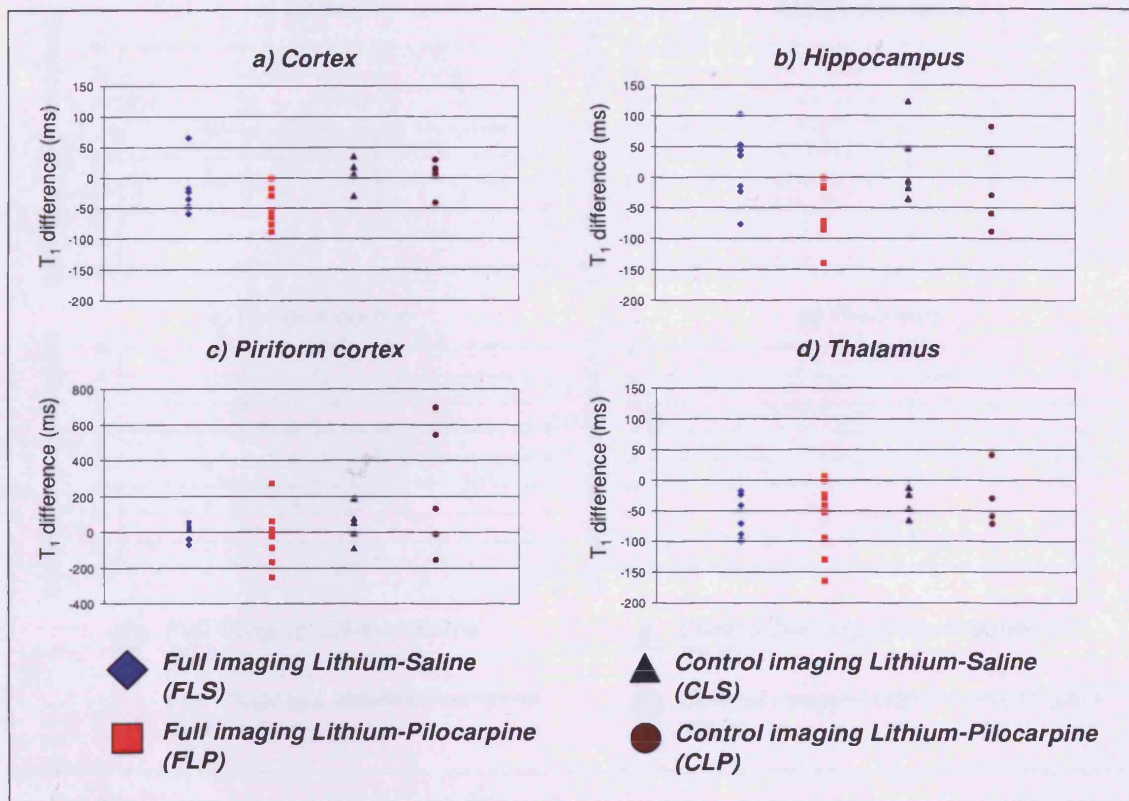 a) Cortex
T1 difference (ms)
150
100
50
0
-50
-100
-150
-200
b) Hippocampus
T1 difference (ms)
150
100
50
0
-50
-100
-150
-200
c) Piriform cortex
T1 difference (ms)
800
600
400
200
0
-200
-400
d) Thalamus
T1 difference (ms)
150
100
50
0
-50
-100
-150
-200
Full imaging Lithium-Saline
(FLS)
Control imaging Lithium-Saline
(CLS)
Full imaging Lithium-Pilocarpine
(FLP)
Control imaging Lithium-Pilocarpine
(CLP)